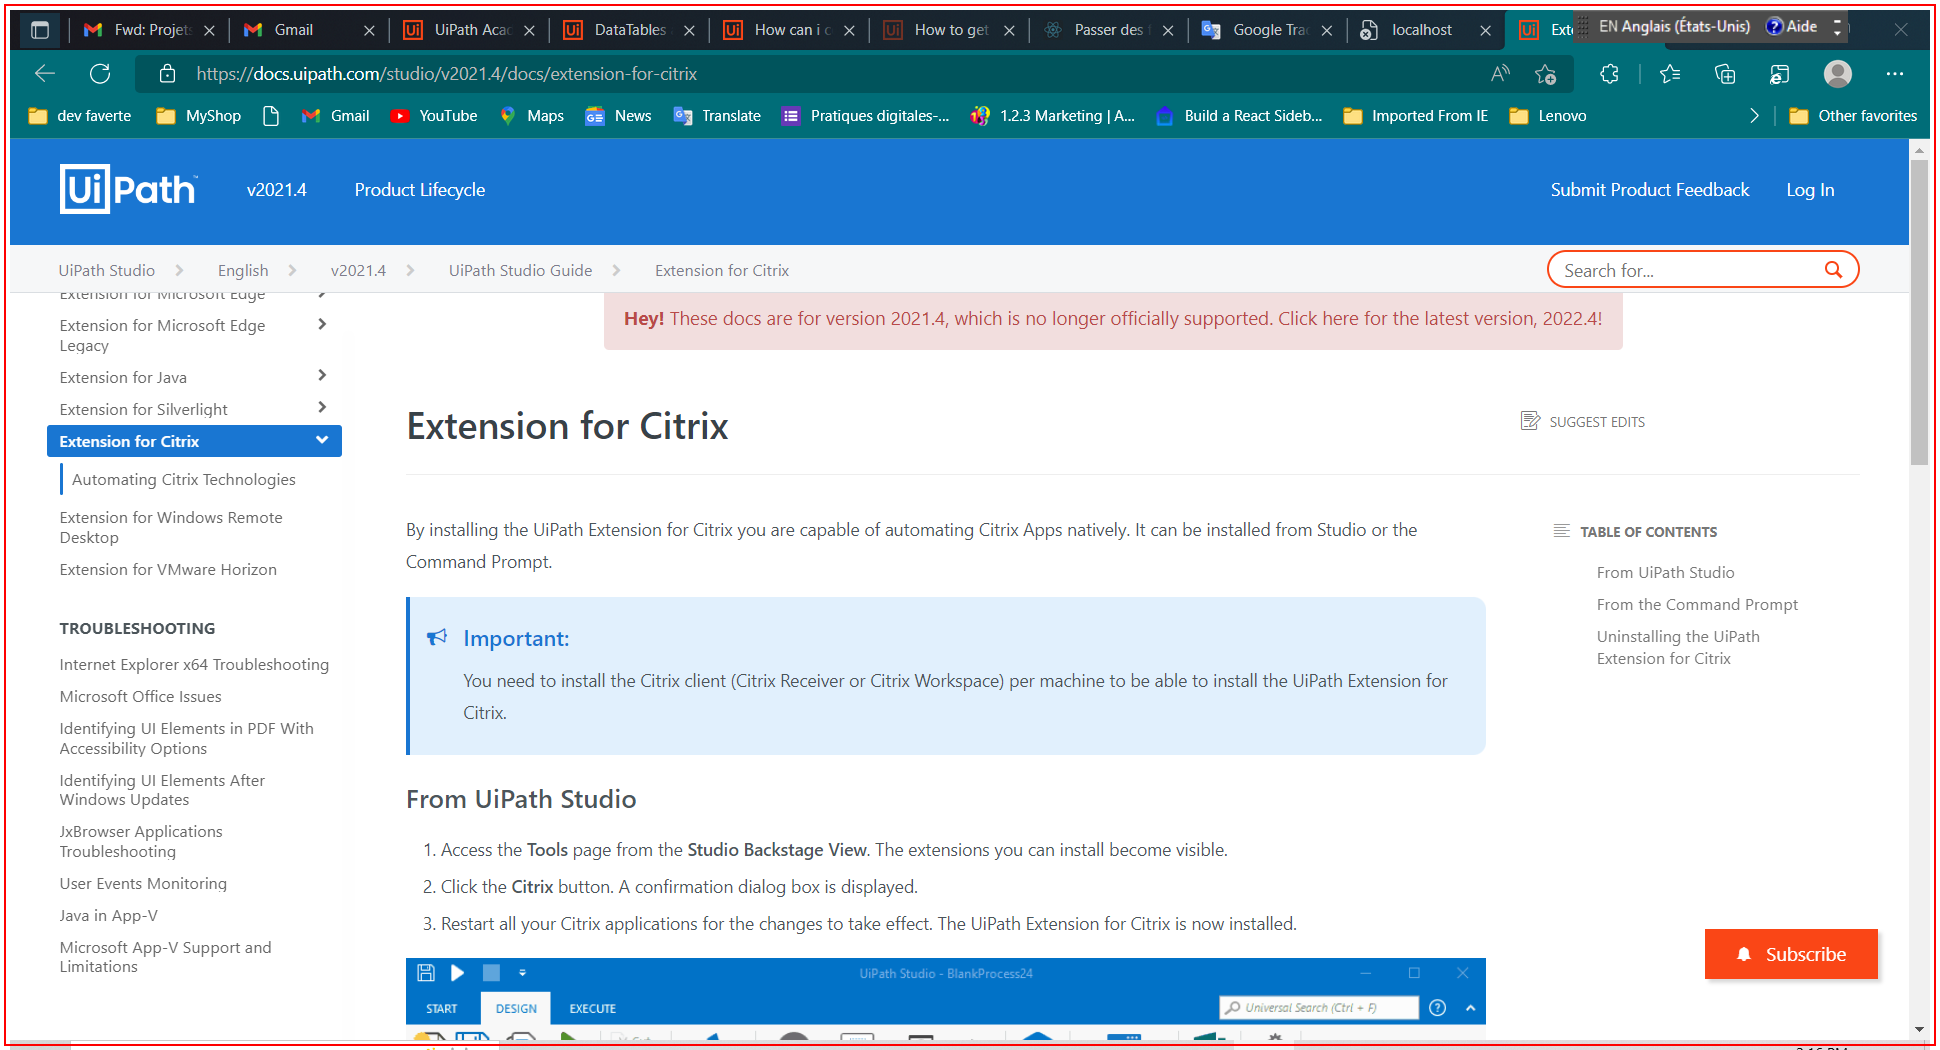 Fwd: Projet
Gmail
UiPath Aca
DataTables
How can i c
How to get
Passer des
Google Tra
localhost
Ext
EN Anglais (États-Unis) Aide
https://docs.uipath.com/studio/v2021.4/docs/extension-for-citrix
dev faverte
MyShop
Gmail
YouTube
Maps
News
Translate
Pratiques digitales-...
1.2.3 Marketing | A...
Build a React Sideb...
Imported From IE
Lenovo
Other favorites
UiPath
v2021.4
Product Lifecycle
Submit Product Feedback
Log In
UiPath Studio
English
v2021.4
UiPath Studio Guide
Extension for Citrix
Search for...
Extension for Microsoft Edge
Extension for Microsoft Edge
Legacy
Extension for Java
Extension for Silverlight
Extension for Citrix
Automating Citrix Technologies
Extension for Windows Remote
Desktop
Extension for VMware Horizon
TROUBLESHOOTING
Internet Explorer x64 Troubleshooting
Microsoft Office Issues
Identifying UI Elements in PDF With
Accessibility Options
Identifying UI Elements After
Windows Updates
JxBrowser Applications
Troubleshooting
User Events Monitoring
Java in App-V
Microsoft App-V Support and
Limitations
Hey! These docs are for version 2021.4, which is no longer officially supported. Click here for the latest version, 2022.4!
Extension for Citrix
SUGGEST EDITS
By installing the UiPath Extension for Citrix you are capable of automating Citrix Apps natively. It can be installed from Studio or the
Command Prompt.
Important:
You need to install the Citrix client (Citrix Receiver or Citrix Workspace) per machine to be able to install the UiPath Extension for
Citrix.
From UiPath Studio
1. Access the Tools page from the Studio Backstage View. The extensions you can install become visible.
2. Click the Citrix button. A confirmation dialog box is displayed.
3. Restart all your Citrix applications for the changes to take effect. The UiPath Extension for Citrix is now installed.
UiPath Studio - BlankProcess24
START
DESIGN
EXECUTE
Universal Search (Ctrl + F)
TABLE OF CONTENTS
From UiPath Studio
From the Command Prompt
Uninstalling the UiPath
Extension for Citrix
Subscribe